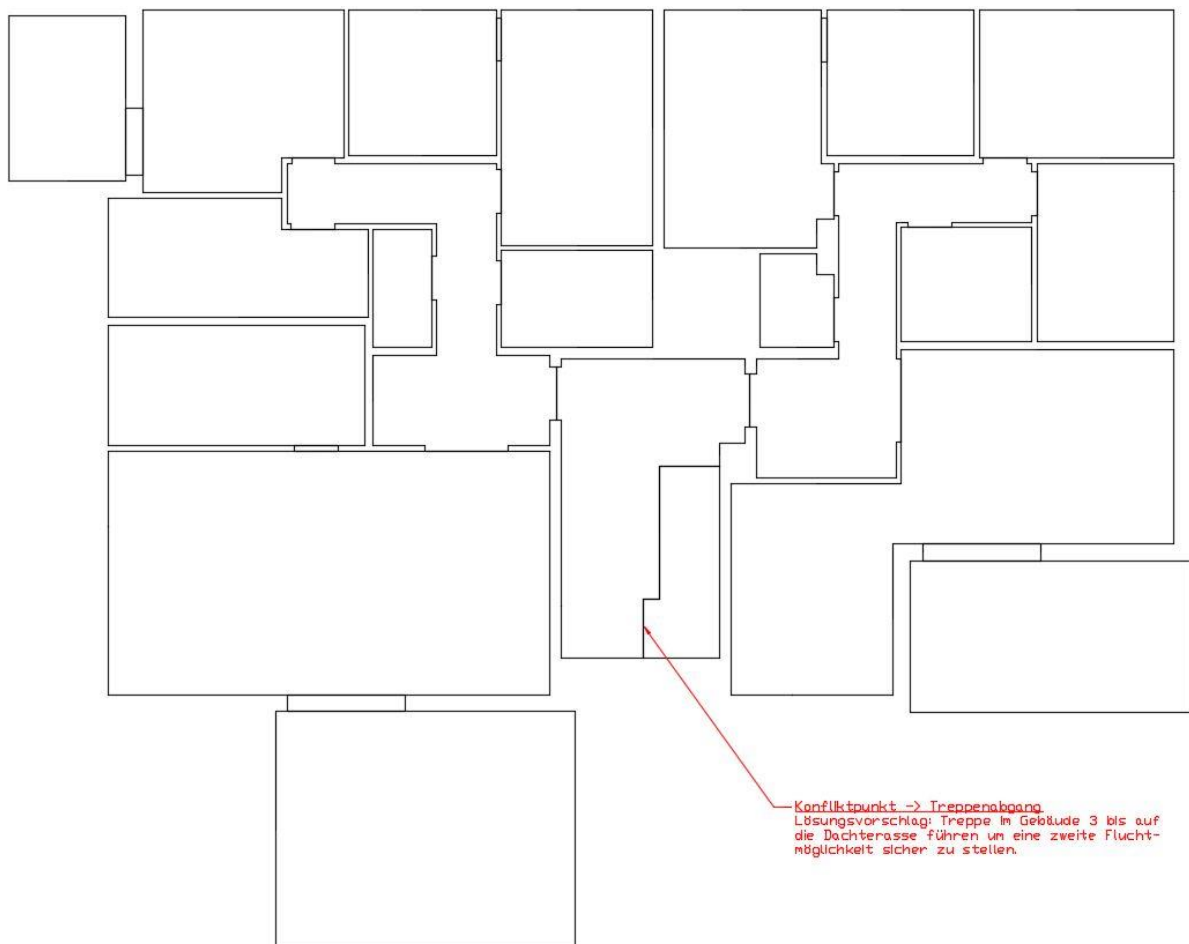 Konfliktpunkt -> Treppenabgang
Lösungsvorschlag: Treppe im Gebäude 3 bis auf
die Dachterasse führen um eine zweite Flucht-
möglichkeit sicher zu stellen.